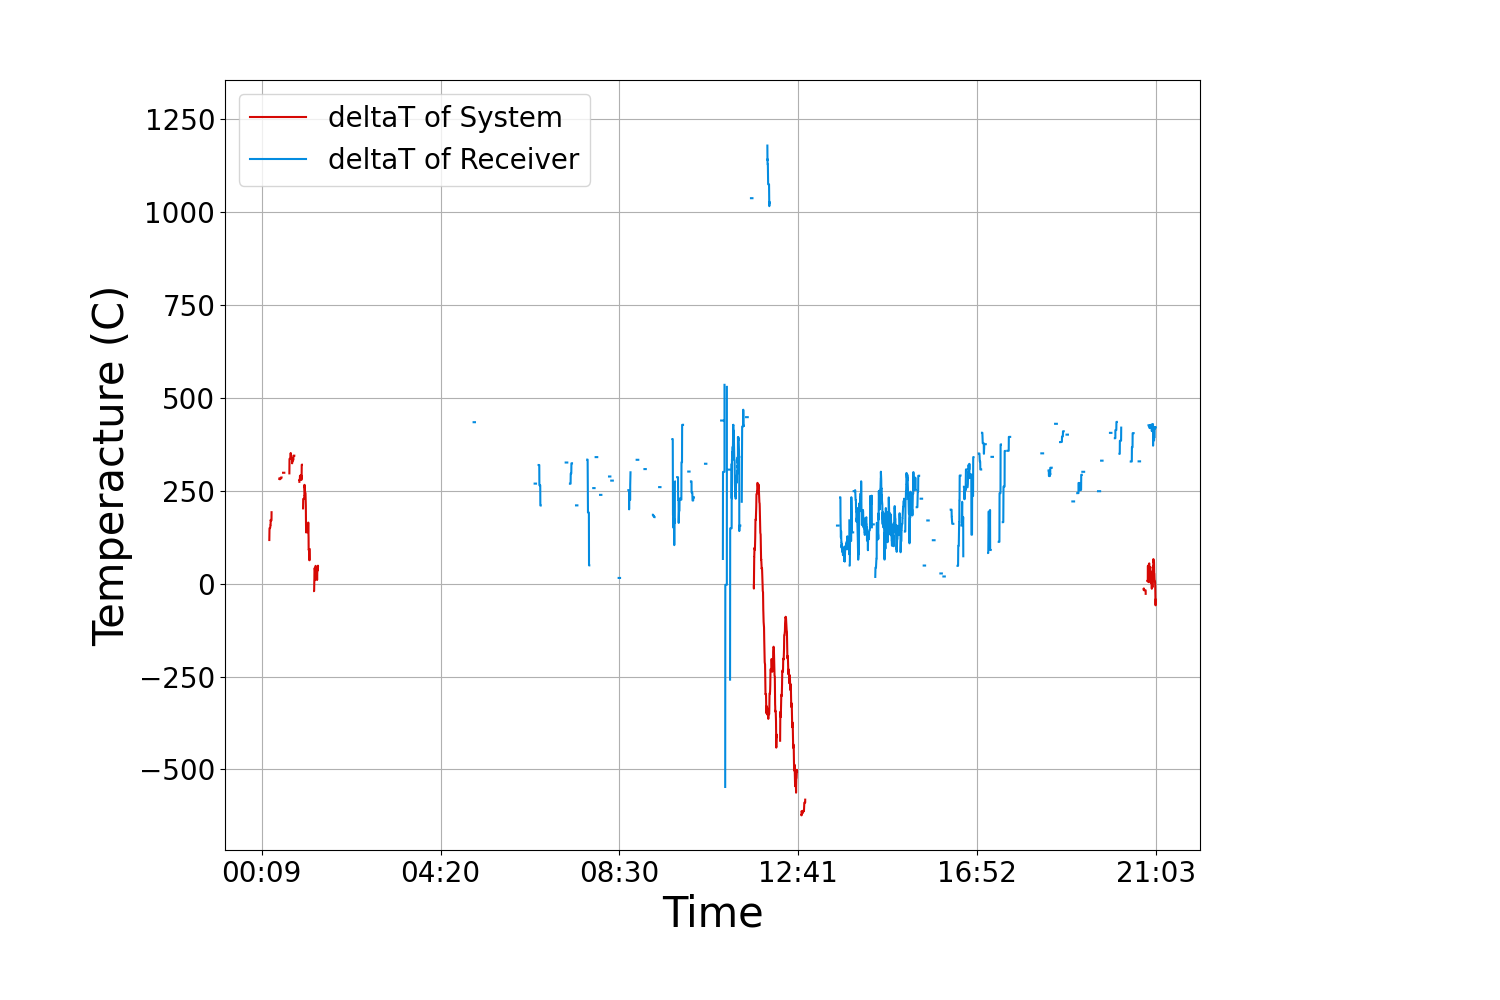 deltaT of System
deltaT of Receiver
1250
1000
750
500
250
0
−250
−500
Temperacture (C)
00:09 04:20 08:30 12:41 16:52 21:03
Time